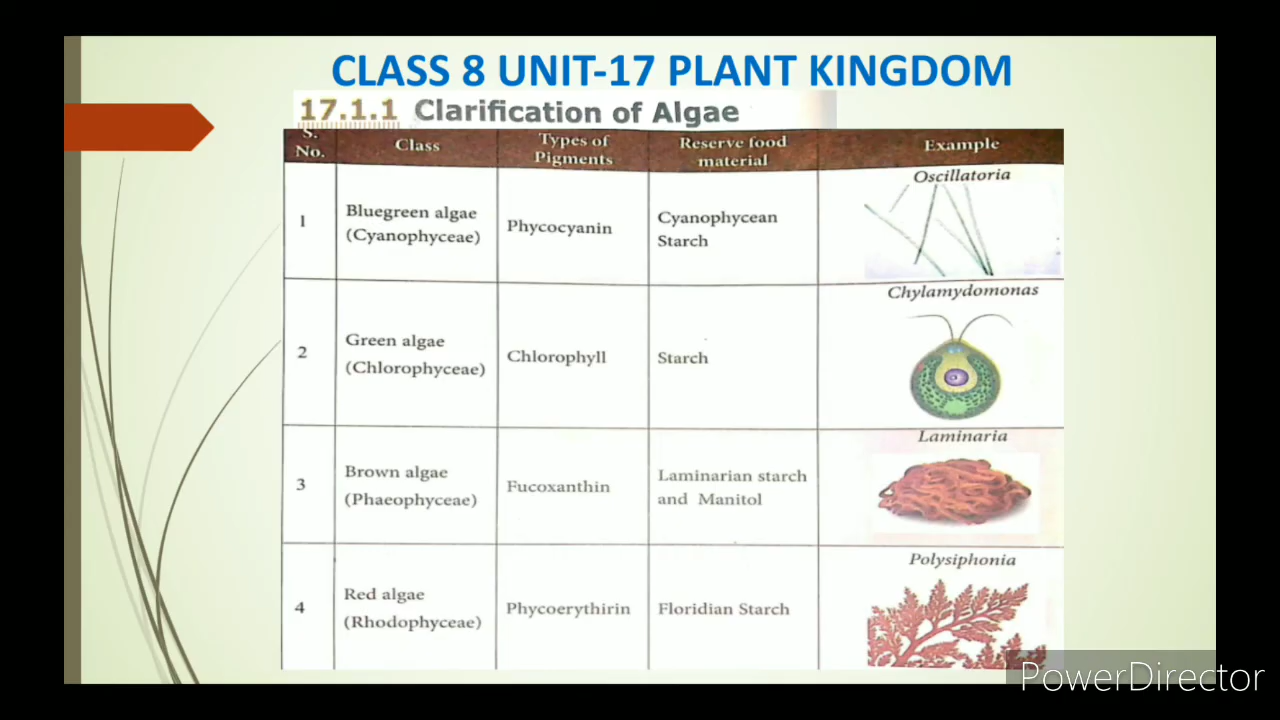 CLASS 8 UNIT-17 PLANT KINGDOM
17.1.1 Clarification of Algae
S. No.
Class
Types of Pigments
Reserve food material
Example
1
Bluegreen algae
(Cyanophyceae)
Phycocyanin
Cyanophycean
Starch
Oscillatoria
2
Green algae
(Chlorophyceae)
Chlorophyll
Starch
Chylamydomonas
3
Brown algae
(Phaeophyceae)
Fucoxanthin
Laminarian starch
and Manitol
Laminaria
4
Red algae
(Rhodophyceae)
Phycoerythirin
Floridian Starch
Polysiphonia
PowerDirector